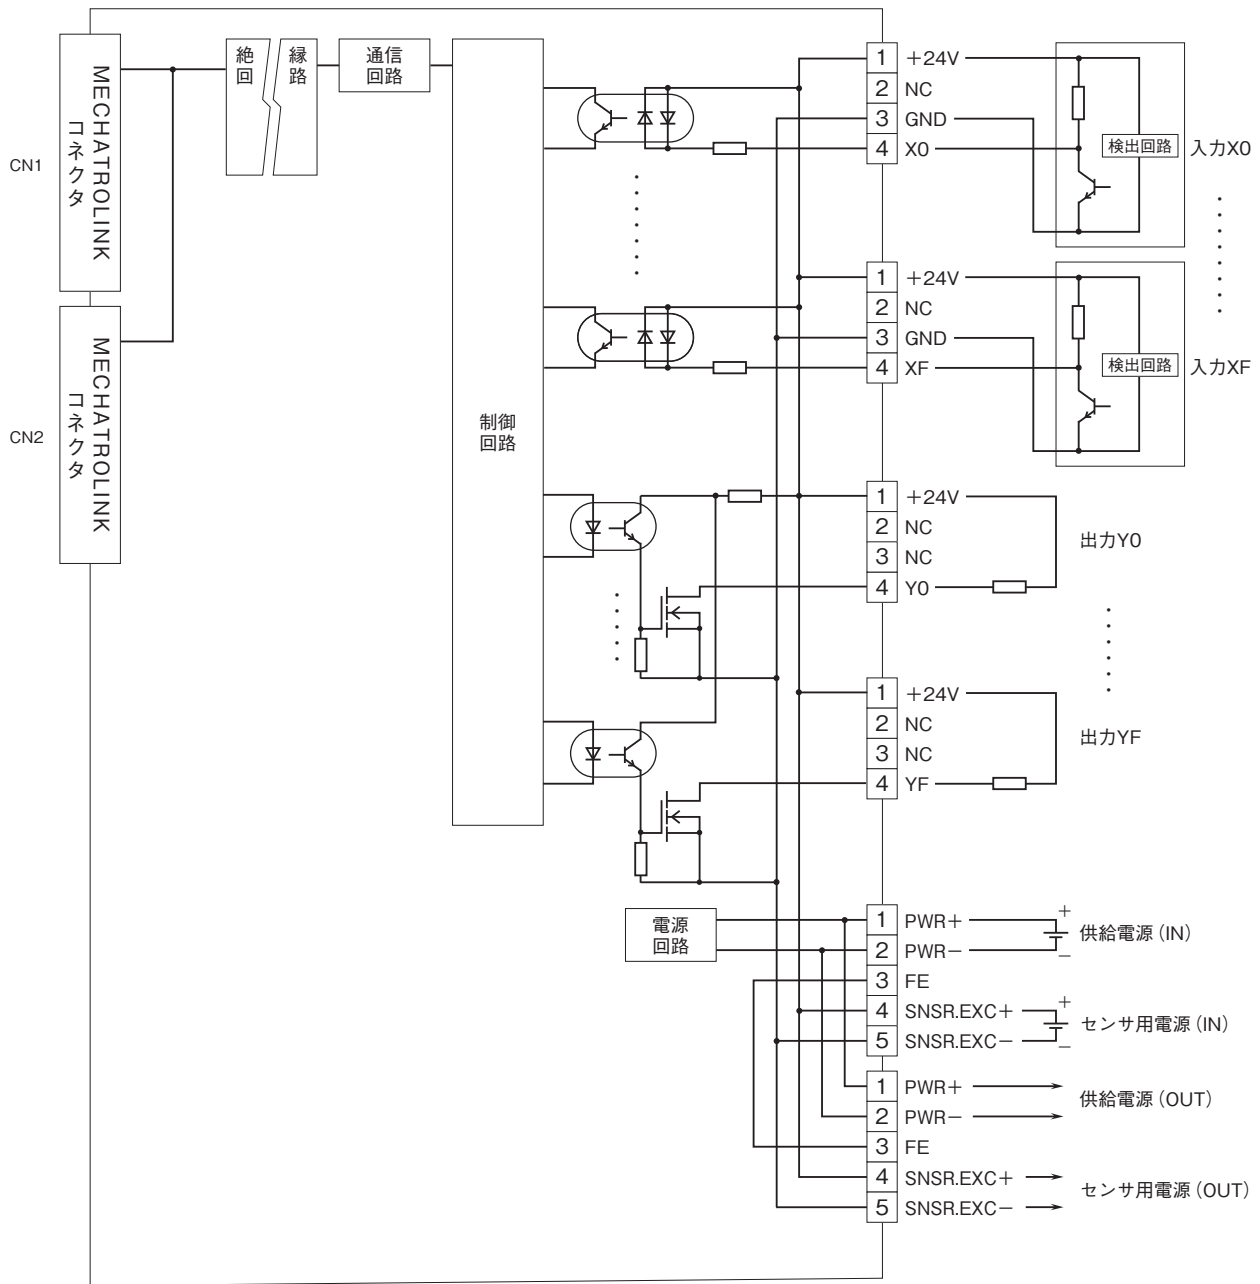 CN1
MECHATROLINK
コネクタ
CN2
MECHATROLINK
コネクタ
絶縁
回路
通信
回路
制御
回路
1 +24V
2 NC
3 GND
4 X0
検出回路
入力X0
1 +24V
2 NC
3 GND
4 XF
検出回路
入力XF
1 +24V
2 NC
3 NC
4 Y0
出力Y0
1 +24V
2 NC
3 NC
4 YF
出力YF
電源
回路
1 PWR+
2 PWR−
3 FE
4 SNSR.EXC+
5 SNSR.EXC−
+
−
供給電源(IN)
+
−
センサ用電源(IN)
1 PWR+
2 PWR−
3 FE
4 SNSR.EXC+
5 SNSR.EXC−
供給電源(OUT)
センサ用電源(OUT)